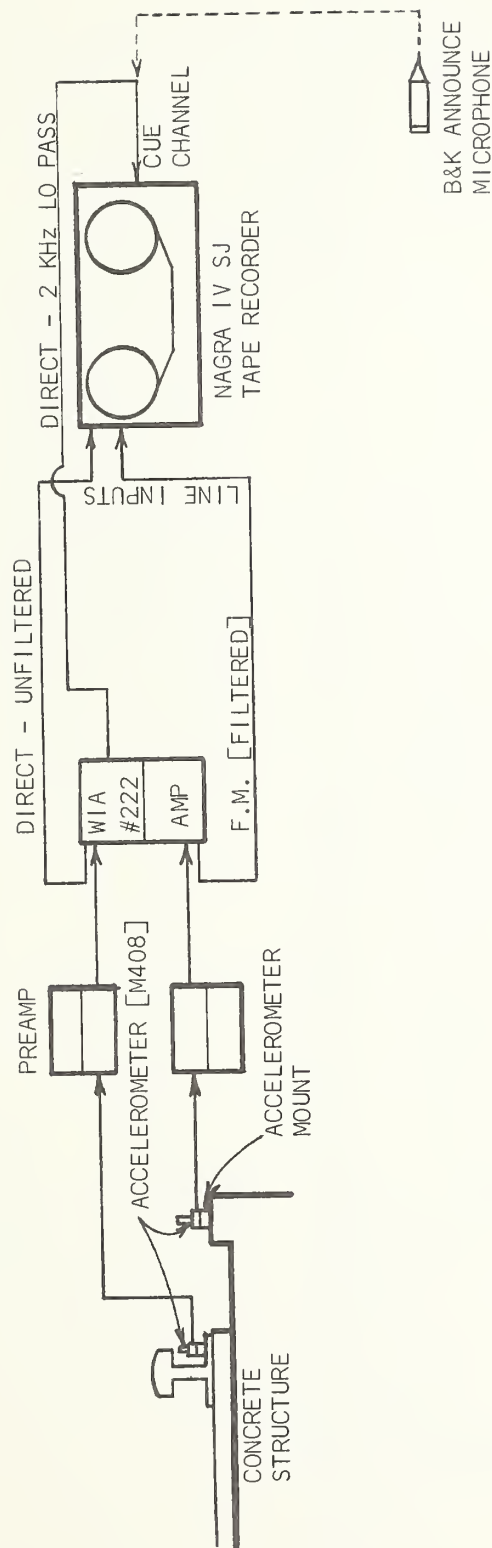 DIRECT - 2 KHz LO PASS
CUE
CHANNEL
NAGRA IV SJ
TAPE RECORDER
LINE INPUTS
B&K ANNOUNCE
MICROPHONE
DIRECT - UNFILTERED
WIA
#222
AMP
F.M. [FILTERED]
PREAMP
ACCELEROMETER [M408]
ACCELEROMETER
MOUNT
CONCRETE
STRUCTURE